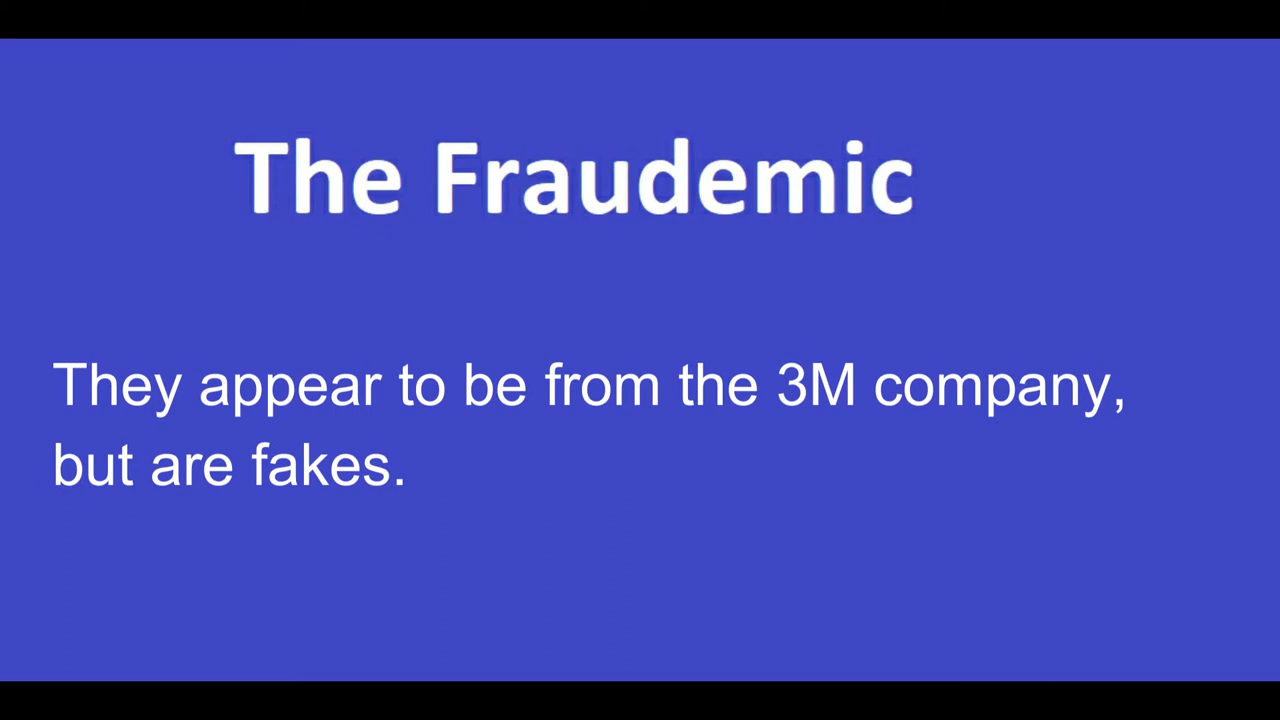 The Fraudemic
They appear to be from the 3M company,
but are fakes.